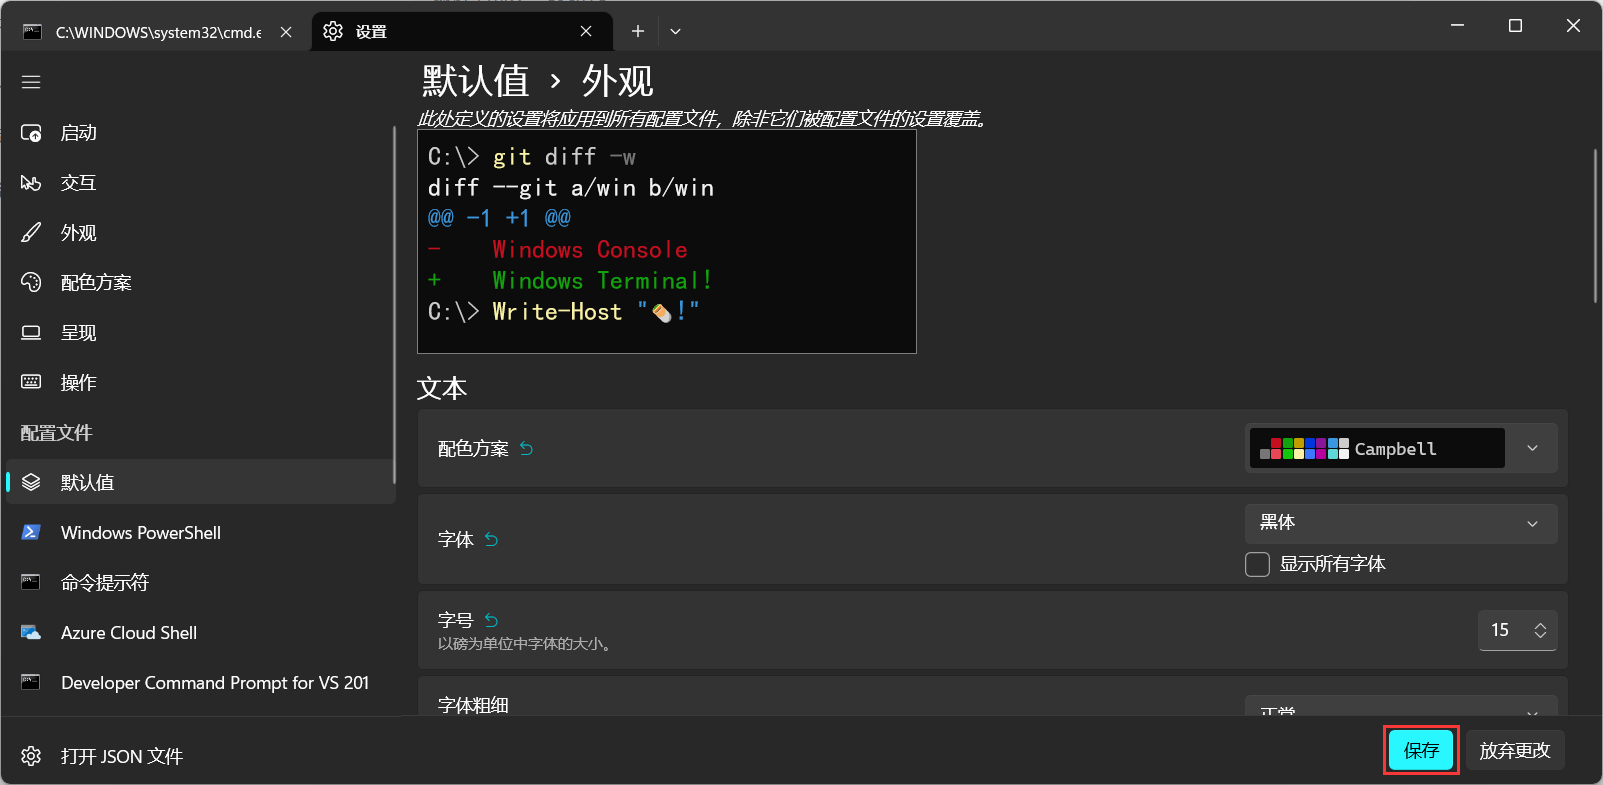 C:\WINDOWS\system32\cmd.e
设置
默认值 › 外观
此处定义的设置将应用到所有配置文件，除非它们被配置文件的设置覆盖。
启动
交互
外观
配色方案
呈现
操作
配置文件
默认值
Windows PowerShell
命令提示符
Azure Cloud Shell
Developer Command Prompt for VS 201
打开 JSON 文件
C:\> git diff -w
diff --git a/win b/win
@@ -1 +1 @@
-    Windows Console
+    Windows Terminal!
C:\> Write-Host "🌯!"
文本
配色方案
Campbell
字体
黑体
显示所有字体
字号
以磅为单位中字体的大小。
15
字体粗细
正常
保存
放弃更改